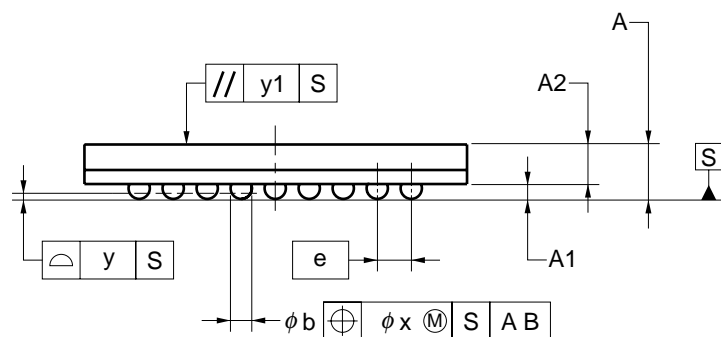 A
// y1 S
A2
S
⌓ y S
e
A1
φb ⌖ φx Ⓜ S A B